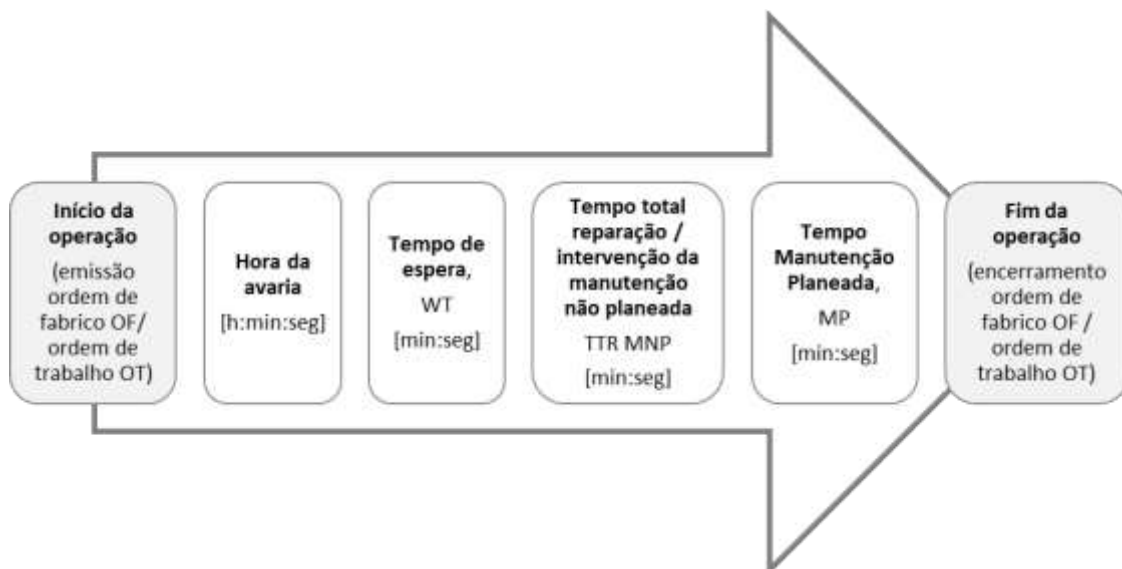 Início da
operação
(emissão
ordem de
fabrico OF/
ordem de
trabalho OT)
Hora da
avaria
[h:min:seg]
Tempo de
espera,
WT
[min:seg]
Tempo total
reparação /
intervenção da
manutenção
não planeada
TTR MNP
[min:seg]
Tempo
Manutenção
Planeada,
MP
[min:seg]
Fim da
operação
(encerramento
ordem de
fabrico OF /
ordem de
trabalho OT)